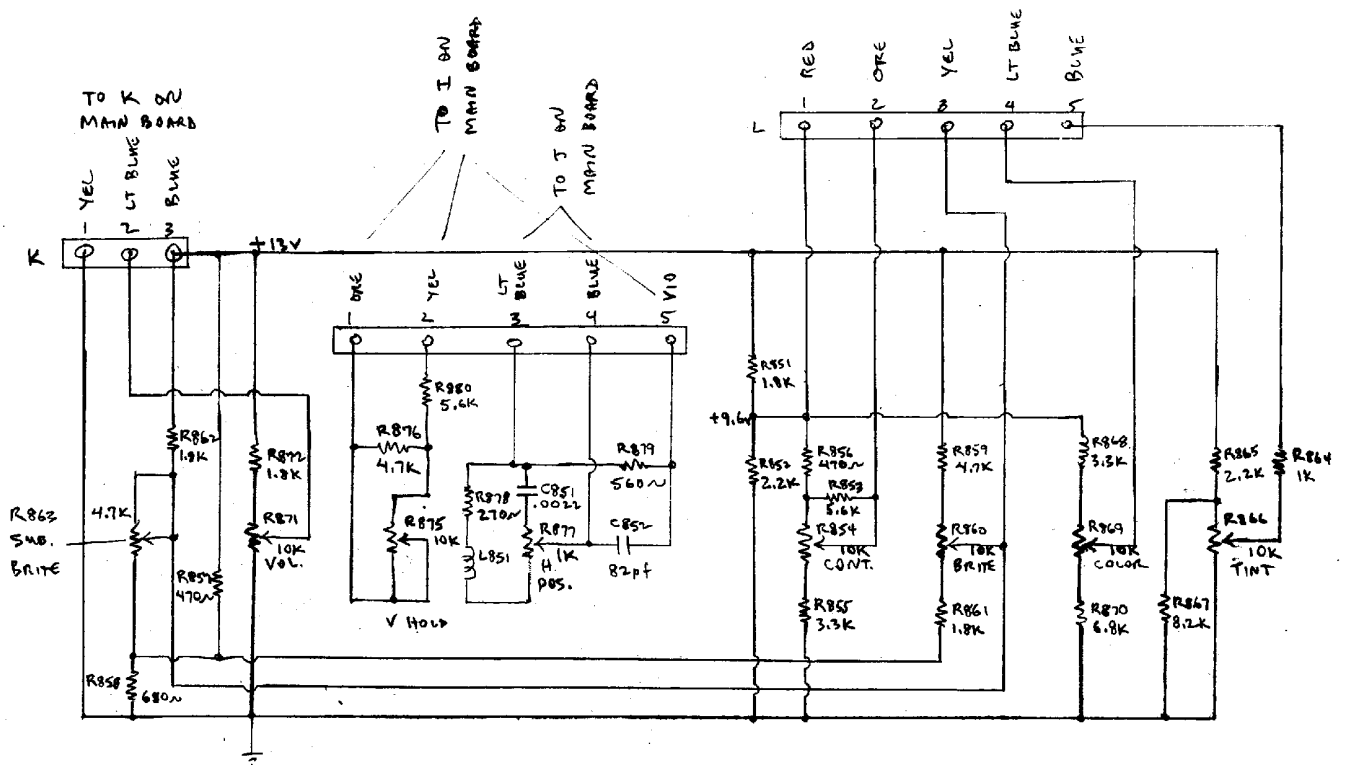 TO K ON
MAIN BOARD
YEL
LT BLUE
BLUE
1
2
3
K
+13V
TO I ON
MAIN BOARD
TO J ON
MAIN BOARD
ORE
YEL
LT
BLUE
BLUE
VIO
1
2
3
4
5
RED
ORE
YEL
LT BLUE
BLUE
L
1
2
3
4
5
R862
1.8K
R872
1.8K
R863
SUB.
BRITE
4.7K
R871
10K
VOL.
R857
470~
R858
680~
R880
5.6K
R876
4.7K
R875
10K
V HOLD
R878
270~
L851
C851
.0022
R877
1K
H.
POS.
R879
560~
C852
82pf
R851
1.8K
+9.6V
R852
2.2K
R856
470~
R853
5.6K
R854
10K
CONT.
R855
3.3K
R859
4.7K
R860
10K
BRITE
R861
1.8K
R868
3.3K
R869
10K
COLOR
R870
6.8K
R865
2.2K
R864
1K
R866
10K
TINT
R867
8.2K